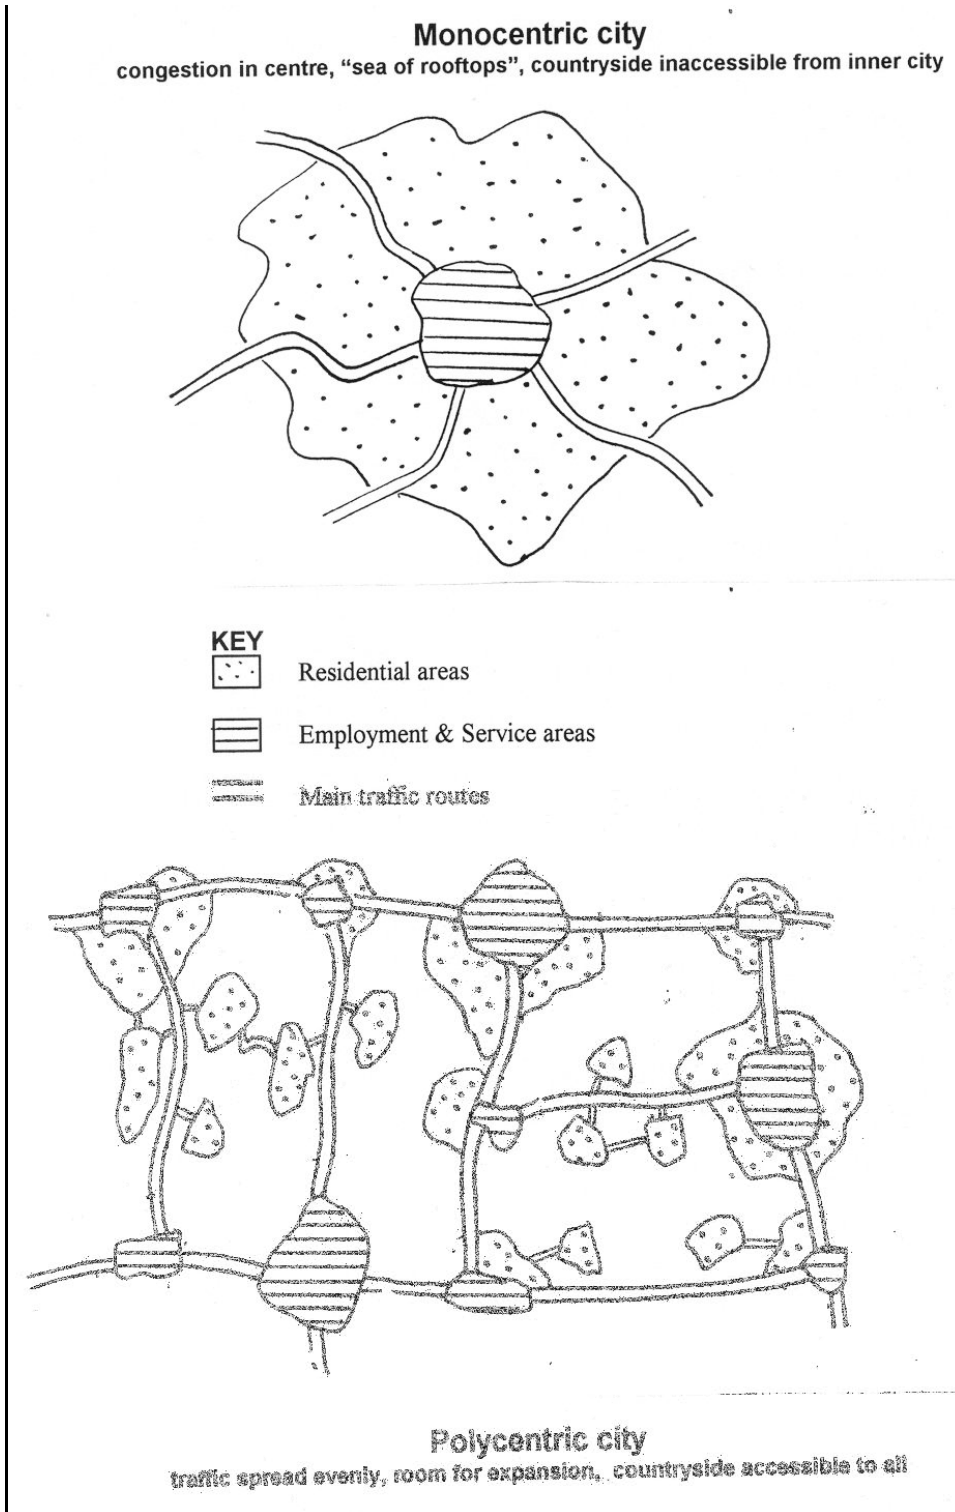 Monocentric city
congestion in centre, “sea of rooftops”, countryside inaccessible from inner city
KEY
Residential areas
Employment & Service areas
Main traffic routes
Polycentric city
traffic spread evenly, room for expansion, countryside accessible to all